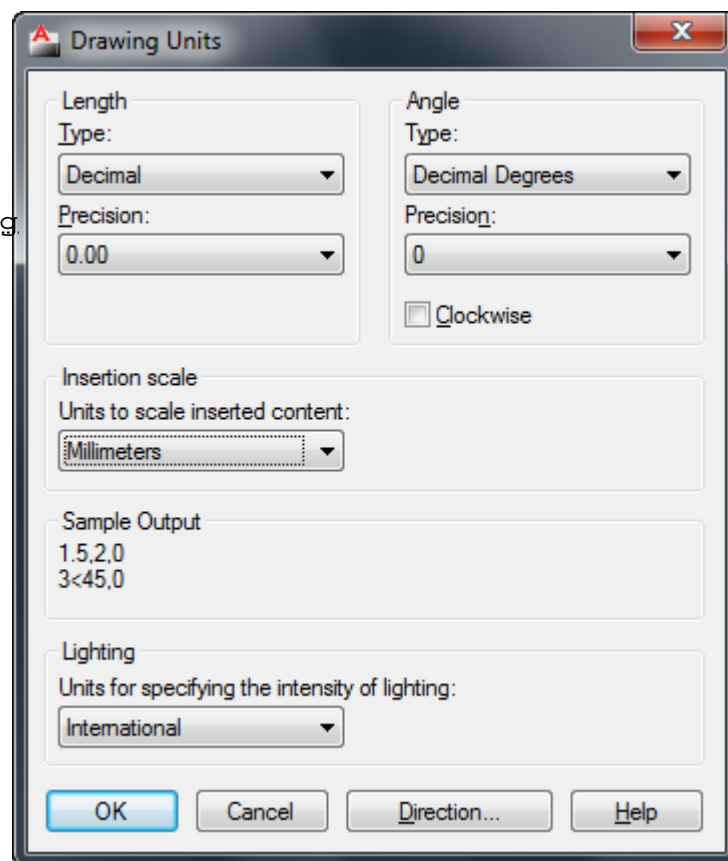 Drawing Units
Length
Type:
Decimal
Precision:
0.00
Angle
Type:
Decimal Degrees
Precision:
0
Clockwise
g
Insertion scale
Units to scale inserted content:
Millimeters
Sample Output
1.5,2,0
3<45,0
Lighting
Units for specifying the intensity of lighting:
International
OK Cancel Direction... Help